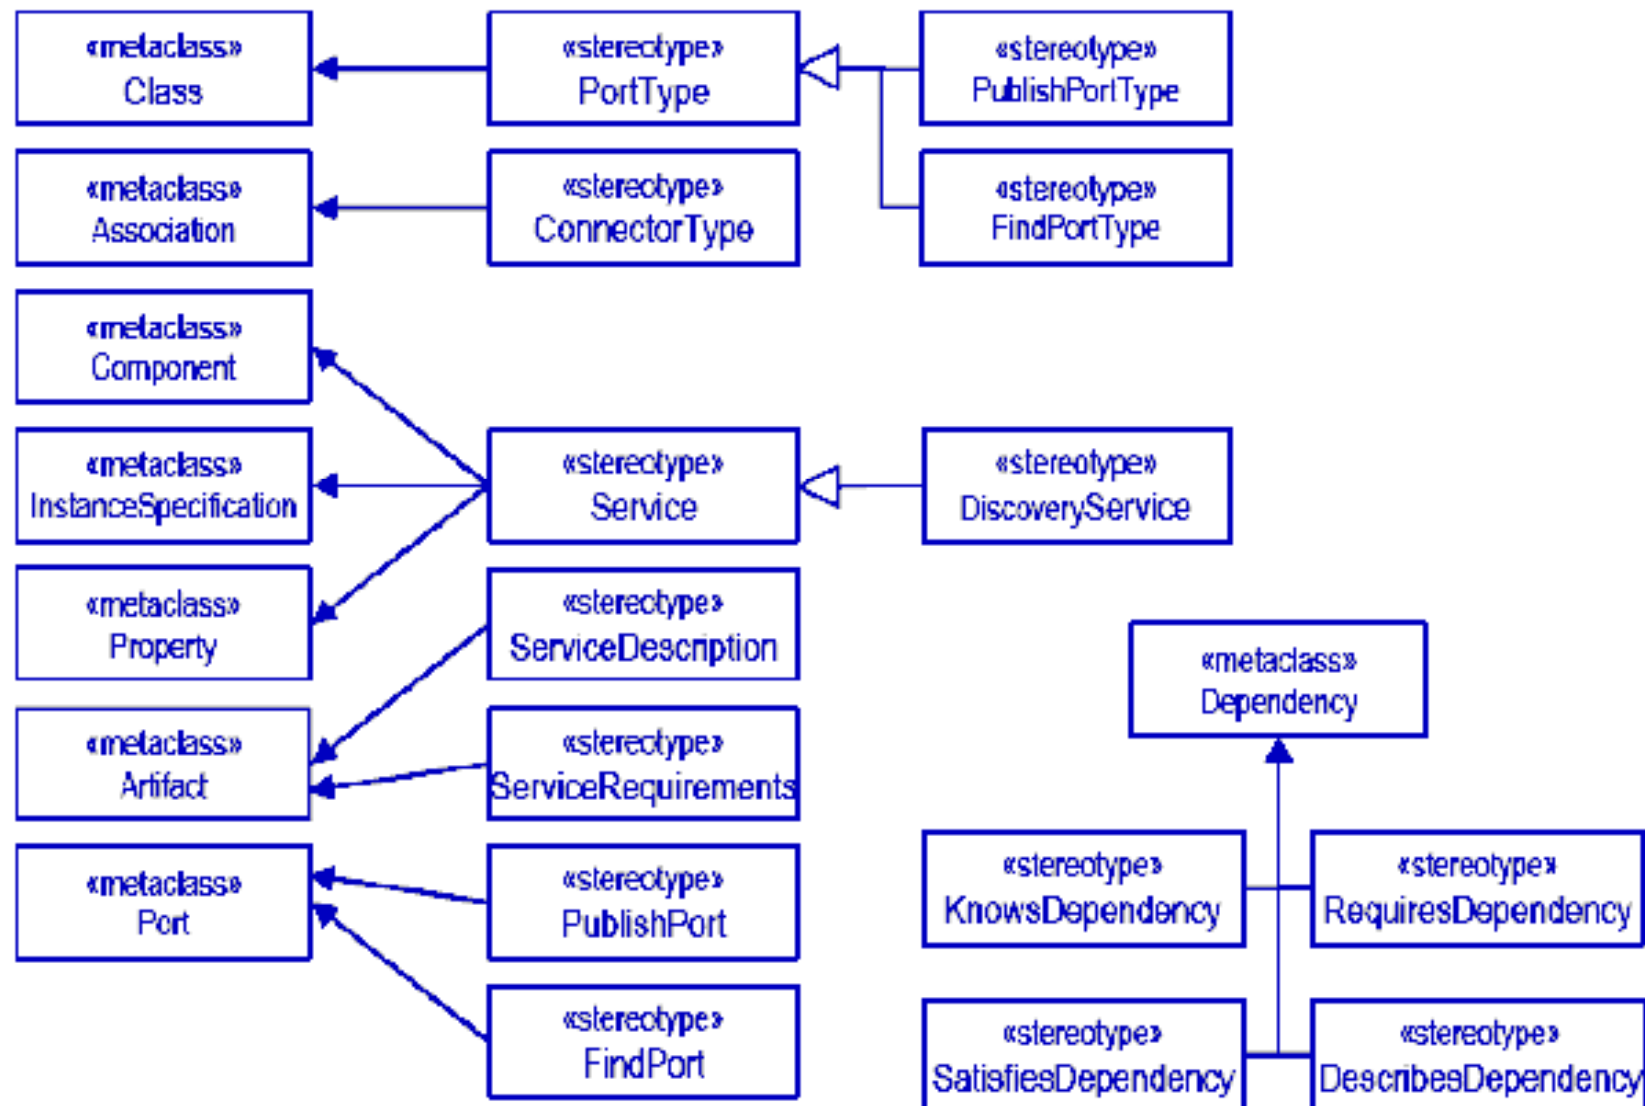 «metaclass»
Class
«stereotype»
PortType
«stereotype»
PublishPortType
«metaclass»
Association
«stereotype»
ConnectorType
«stereotype»
FindPortType
«metaclass»
Component
«metaclass»
InstanceSpecification
«stereotype»
Service
«stereotype»
DiscoveryService
«metaclass»
Property
«stereotype»
ServiceDescription
«metaclass»
Dependency
«metaclass»
Artifact
«stereotype»
ServiceRequirements
«metaclass»
Port
«stereotype»
PublishPort
«stereotype»
KnowsDependency
«stereotype»
RequiresDependency
«stereotype»
FindPort
«stereotype»
SatisfiesDependency
«stereotype»
DescribesDependency